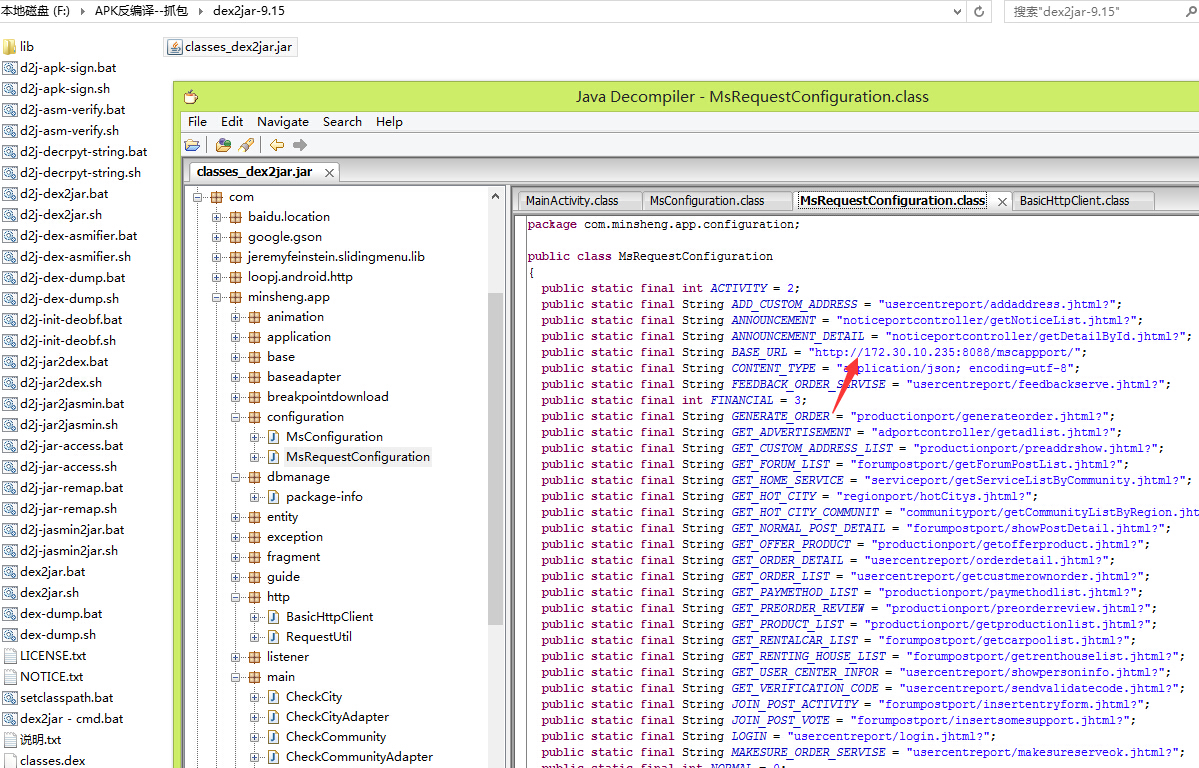 本地磁盘 (F:) ▸ APK反编译--抓包 ▸ dex2jar-9.15
搜索"dex2jar-9.15"
lib
d2j-apk-sign.bat
d2j-apk-sign.sh
d2j-asm-verify.bat
d2j-asm-verify.sh
d2j-decrpyt-string.bat
d2j-decrpyt-string.sh
d2j-dex2jar.bat
d2j-dex2jar.sh
d2j-dex-asmifier.bat
d2j-dex-asmifier.sh
d2j-dex-dump.bat
d2j-dex-dump.sh
d2j-init-deobf.bat
d2j-init-deobf.sh
d2j-jar2dex.bat
d2j-jar2dex.sh
d2j-jar2jasmin.bat
d2j-jar2jasmin.sh
d2j-jar-access.bat
d2j-jar-access.sh
d2j-jar-remap.bat
d2j-jar-remap.sh
d2j-jasmin2jar.bat
d2j-jasmin2jar.sh
dex2jar.bat
dex2jar.sh
dex-dump.bat
dex-dump.sh
LICENSE.txt
NOTICE.txt
setclasspath.bat
dex2jar - cmd.bat
说明.txt
classes.dex
classes_dex2jar.jar
Java Decompiler - MsRequestConfiguration.class
File Edit Navigate Search Help
classes_dex2jar.jar
com
baidu.location
google.gson
jeremyfeinstein.slidingmenu.lib
loopj.android.http
minsheng.app
animation
application
base
baseadapter
breakpointdownload
configuration
MsConfiguration
MsRequestConfiguration
dbmanage
package-info
entity
exception
fragment
guide
http
BasicHttpClient
RequestUtil
listener
main
CheckCity
CheckCityAdapter
CheckCommunity
CheckCommunityAdapter
MainActivity.class MsConfiguration.class MsRequestConfiguration.class BasicHttpClient.class
package com.minsheng.app.configuration;
public class MsRequestConfiguration
{
public static final int ACTIVITY = 2;
public static final String ADD_CUSTOM_ADDRESS = "usercentreport/addaddress.jhtml?";
public static final String ANNOUNCEMENT = "noticeportcontroller/getNoticeList.jhtml?";
public static final String ANNOUNCEMENT_DETAIL = "noticeportcontroller/getDetailById.jhtml?";
public static final String BASE_URL = "http://172.30.10.235:8088/mscappport/";
public static final String CONTENT_TYPE = "application/json; encoding=utf-8";
public static final String FEEDBACK_ORDER_SERVISE = "usercentreport/feedbackserve.jhtml?";
public static final int FINANCIAL = 3;
public static final String GENERATE_ORDER = "productionport/generateorder.jhtml?";
public static final String GET_ADVERTISEMENT = "adportcontroller/getadlist.jhtml?";
public static final String GET_CUSTOM_ADDRESS_LIST = "productionport/preaddrshow.jhtml?";
public static final String GET_FORUM_LIST = "forumpostport/getForumPostList.jhtml?";
public static final String GET_HOME_SERVICE = "serviceport/getServiceListByCommunity.jhtml?";
public static final String GET_HOT_CITY = "regionport/hotCitys.jhtml?";
public static final String GET_HOT_CITY_COMMUNIT = "communityport/getCommunityListByRegion.jht
public static final String GET_NORMAL_POST_DETAIL = "forumpostport/showPostDetail.jhtml?";
public static final String GET_OFFER_PRODUCT = "productionport/getofferproduct.jhtml?";
public static final String GET_ORDER_DETAIL = "usercentreport/orderdetail.jhtml?";
public static final String GET_ORDER_LIST = "usercentreport/getcustmerownorder.jhtml?";
public static final String GET_PAYMETHOD_LIST = "productionport/paymethodlist.jhtml?";
public static final String GET_PREORDER_REVIEW = "productionport/preorderreview.jhtml?";
public static final String GET_PRODUCT_LIST = "productionport/getproductionlist.jhtml?";
public static final String GET_RENTALCAR_LIST = "forumpostport/getcarpoolist.jhtml?";
public static final String GET_RENTING_HOUSE_LIST = "forumpostport/getrenthouselist.jhtml?";
public static final String GET_USER_CENTER_INFOR = "usercentreport/showpersoninfo.jhtml?";
public static final String GET_VERIFICATION_CODE = "usercentreport/sendvalidatecode.jhtml?";
public static final String JOIN_POST_ACTIVITY = "forumpostport/insertentryform.jhtml?";
public static final String JOIN_POST_VOTE = "forumpostport/insertsomesupport.jhtml?";
public static final String LOGIN = "usercentreport/login.jhtml?";
public static final String MAKESURE_ORDER_SERVISE = "usercentreport/makesureserveok.jhtml?";
public static final int NORMAL = 0;